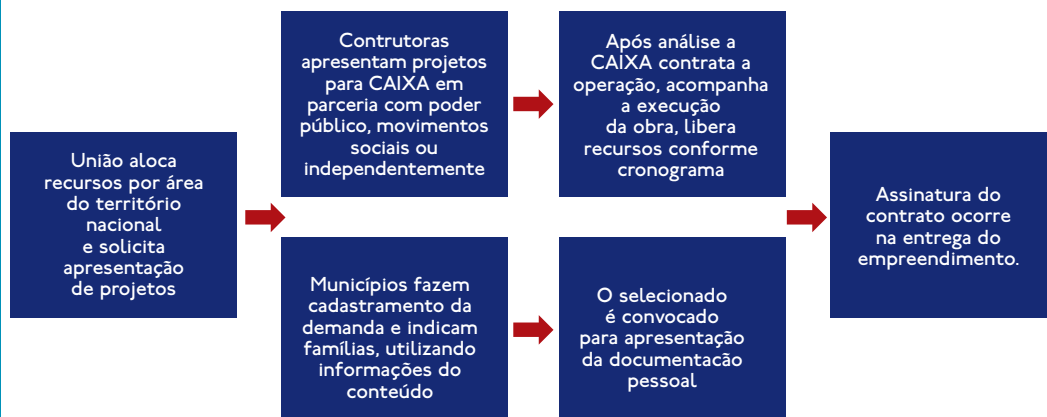 União aloca
recursos por área
do território
nacional
e solicita
apresentação
de projetos
Contrutoras
apresentam projetos
para CAIXA em
parceria com poder
público, movimentos
sociais ou
independentemente
Após análise a
CAIXA contrata a
operação, acompanha
a execução
da obra, libera
recursos conforme
cronograma
Municípios fazem
cadastramento da
demanda e indicam
famílias, utilizando
informações do
conteúdo
O selecionado
é convocado
para apresentação
da documentacão
pessoal
Assinatura do
contrato ocorre
na entrega do
empreendimento.